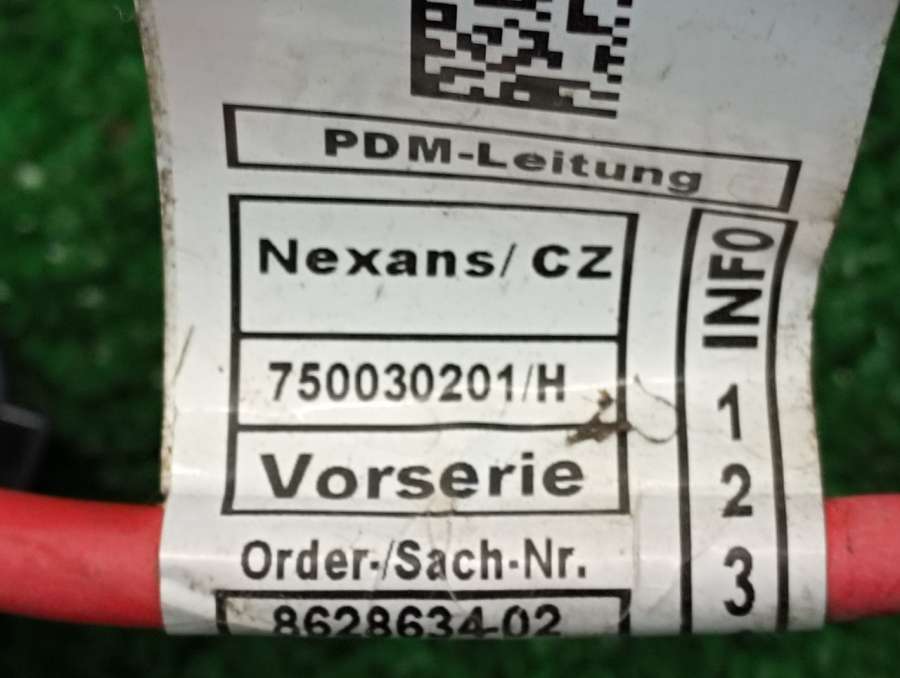 PDM-Leitung
Nexans/ CZ
750030201/H
Vorserie
Order-/Sach-Nr.
8628634-02
INFO
1
2
3